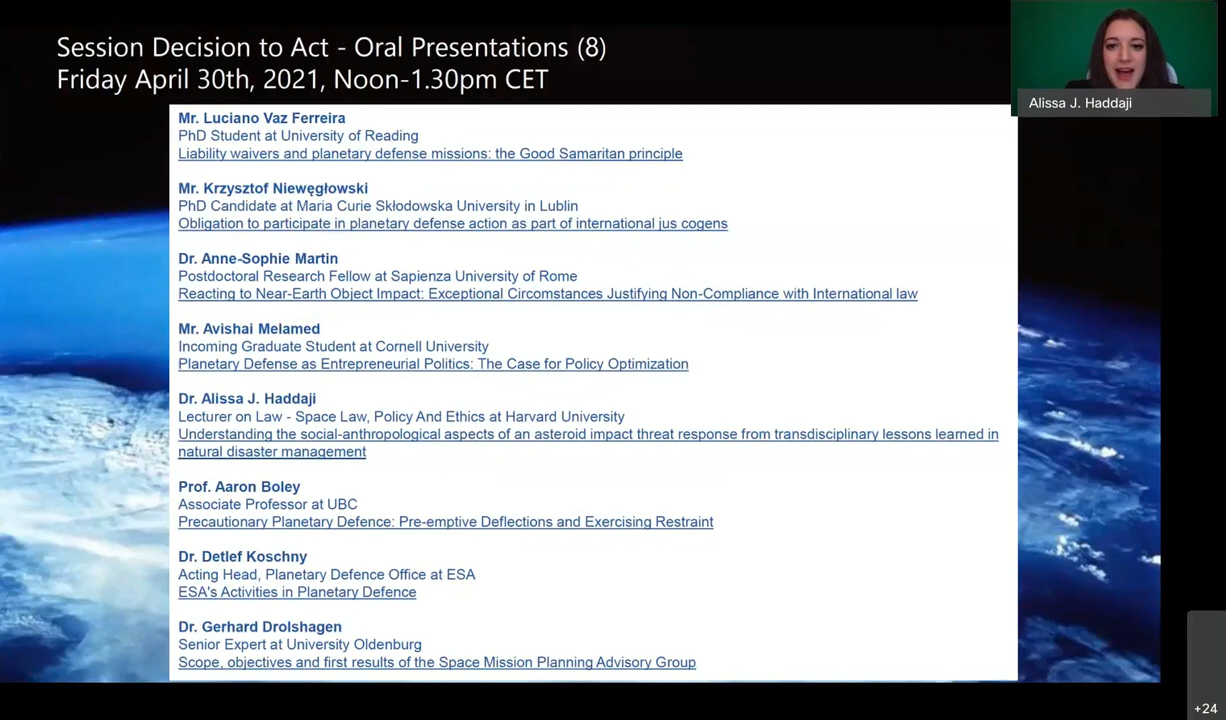 Session Decision to Act - Oral Presentations (8)
Friday April 30th, 2021, Noon-1.30pm CET
Alissa J. Haddaji
Mr. Luciano Vaz Ferreira
PhD Student at University of Reading
Liability waivers and planetary defense missions: the Good Samaritan principle
Mr. Krzysztof Niewęgłowski
PhD Candidate at Maria Curie Skłodowska University in Lublin
Obligation to participate in planetary defense action as part of international jus cogens
Dr. Anne-Sophie Martin
Postdoctoral Research Fellow at Sapienza University of Rome
Reacting to Near-Earth Object Impact: Exceptional Circomstances Justifying Non-Compliance with International law
Mr. Avishai Melamed
Incoming Graduate Student at Cornell University
Planetary Defense as Entrepreneurial Politics: The Case for Policy Optimization
Dr. Alissa J. Haddaji
Lecturer on Law - Space Law, Policy And Ethics at Harvard University
Understanding the social-anthropological aspects of an asteroid impact threat response from transdisciplinary lessons learned in
natural disaster management
Prof. Aaron Boley
Associate Professor at UBC
Precautionary Planetary Defence: Pre-emptive Deflections and Exercising Restraint
Dr. Detlef Koschny
Acting Head, Planetary Defence Office at ESA
ESA's Activities in Planetary Defence
Dr. Gerhard Drolshagen
Senior Expert at University Oldenburg
Scope, objectives and first results of the Space Mission Planning Advisory Group
+24